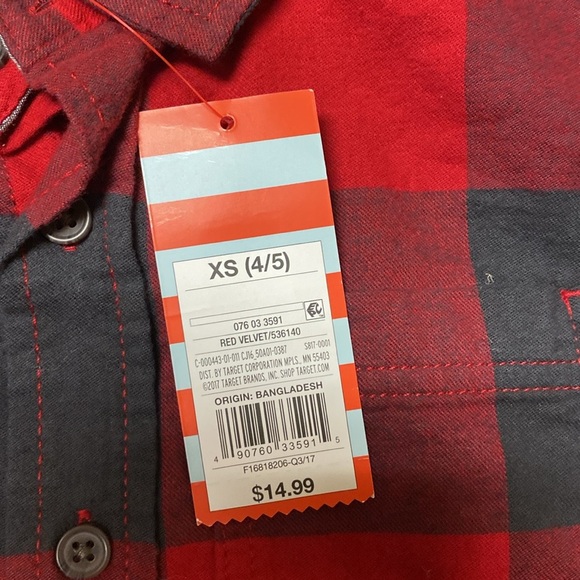 XS (4/5)
076 03 3591
RED VELVET/536140
C-000443-01-011 CJ16_50A01-0387 S817-0001
DIST. BY TARGET CORPORATION MPLS., MN 55403
©2017 TARGET BRANDS, INC. SHOP TARGET.COM
ORIGIN: BANGLADESH
4 90760 33591 5
F16818206-Q3/17
$14.99